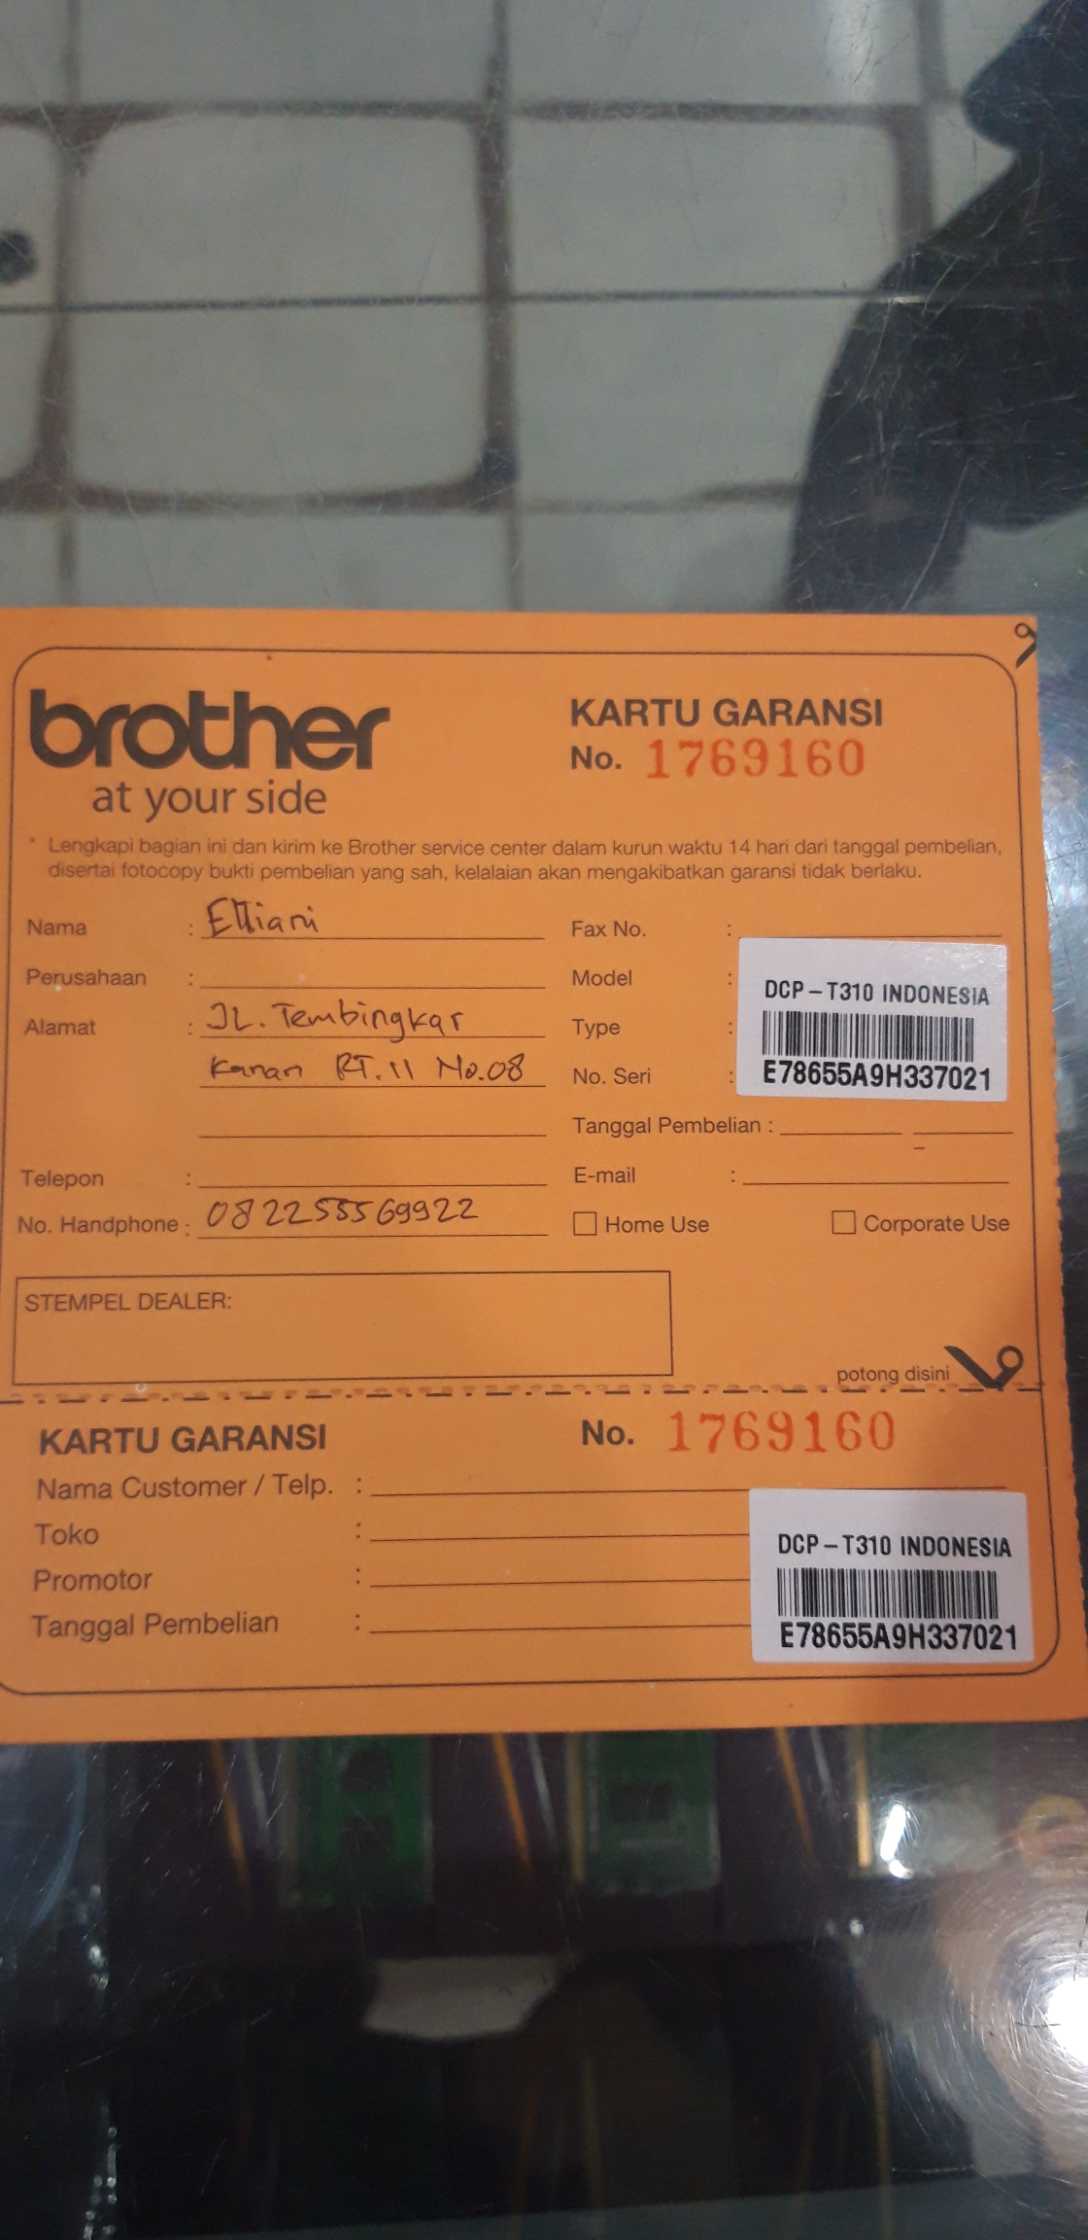 brother
at your side
KARTU GARANSI
No. 1769160
* Lengkapi bagian ini dan kirim ke Brother service center dalam kurun waktu 14 hari dari tanggal pembelian,
disertai fotocopy bukti pembelian yang sah, kelalaian akan mengakibatkan garansi tidak berlaku.
Nama : Elliani
Perusahaan :
Alamat : JL. Tembingkar
Kanan RT.11 No.08
Telepon :
No. Handphone : 082255569922
Fax No. :
Model :
Type :
No. Seri :
DCP-T310 INDONESIA
E78655A9H337021
Tanggal Pembelian :
E-mail :
Home Use
Corporate Use
STEMPEL DEALER:
potong disini
KARTU GARANSI
No. 1769160
Nama Customer / Telp. :
Toko :
Promotor :
Tanggal Pembelian :
DCP-T310 INDONESIA
E78655A9H337021